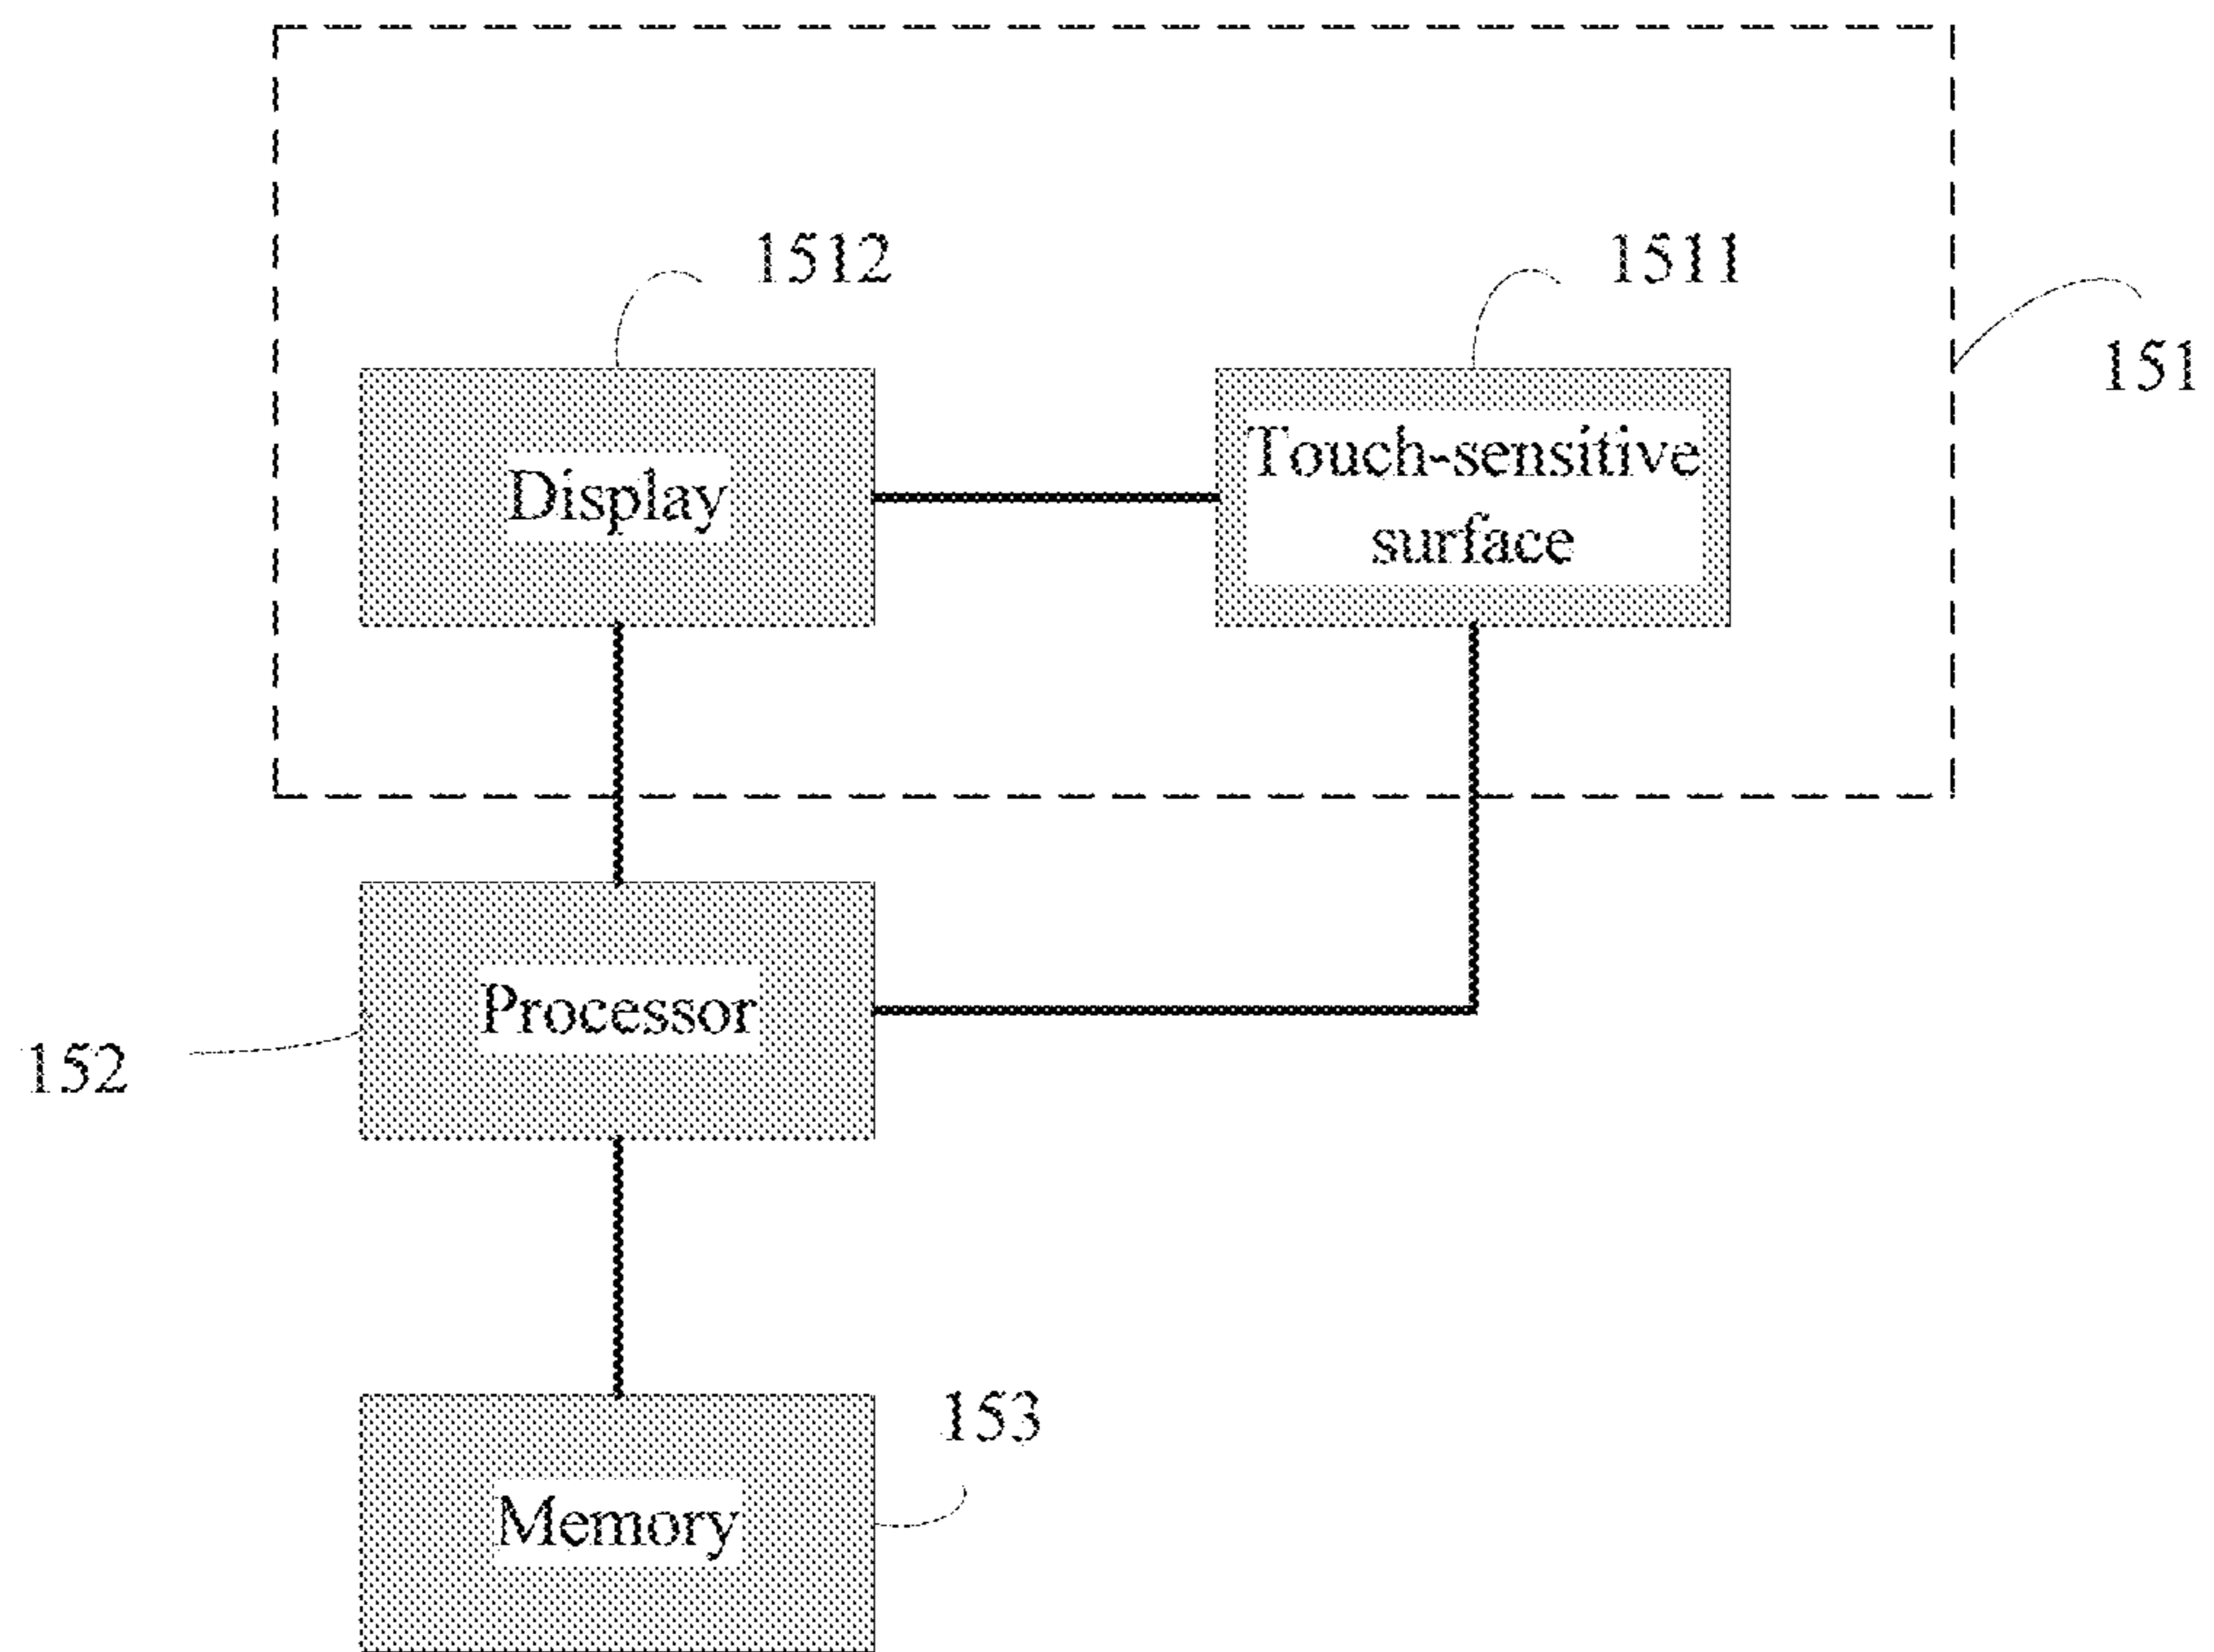 1512
1511
151
Display
Touch-sensitive
surface
Processor
152
153
Memory